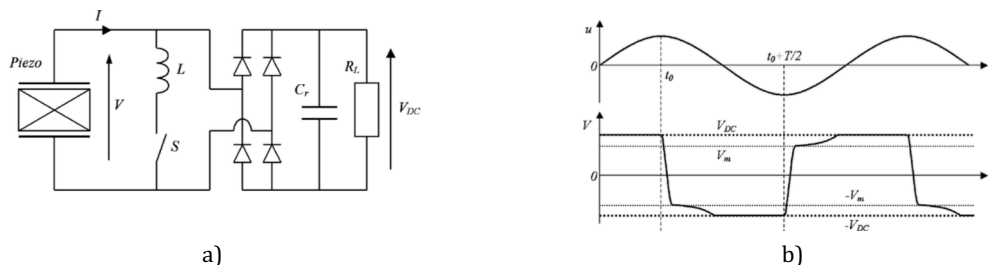 I
Piezo
V
L
S
C_r
R_L
V_DC
a)
u
0
t_0
t_0+T/2
V
V_DC
V_m
0
-V_m
-V_DC
b)